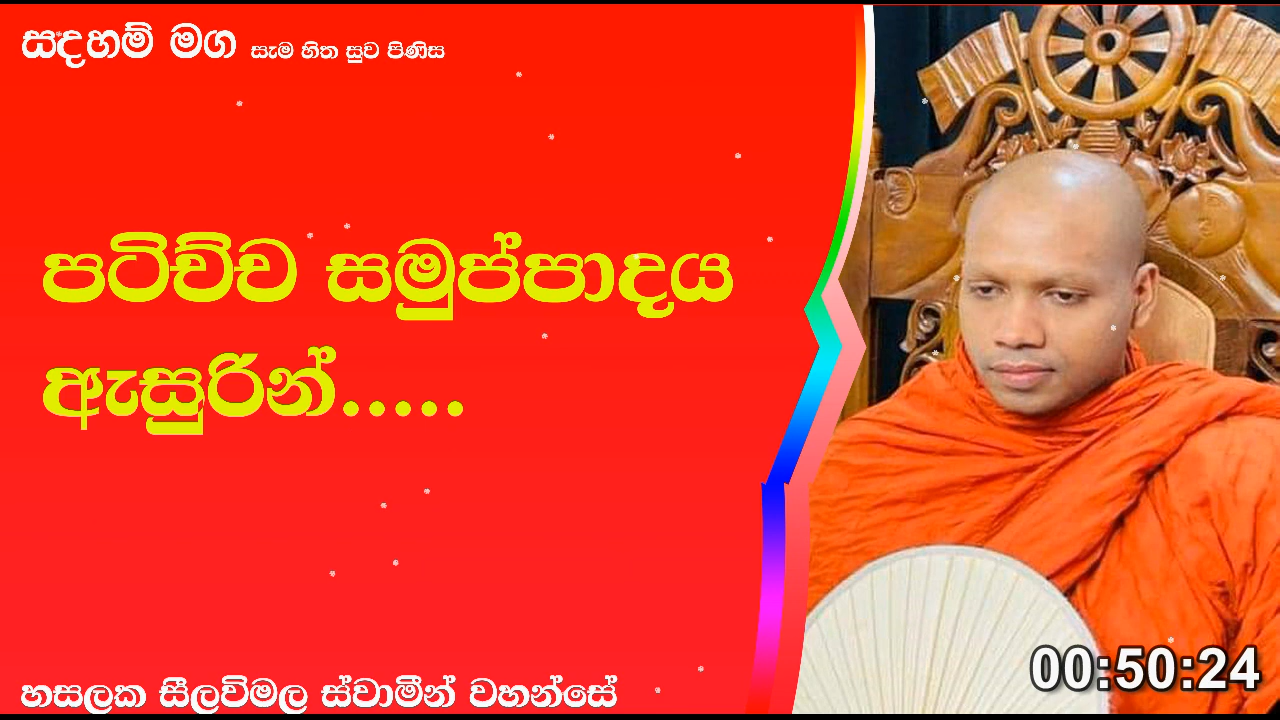 සදහම් මග සැම හිත සුව පිණිස
පටිච්ච සමුප්පාදය
ඇසුරින්.....
හසලක සීලවිමල ස්වාමීන් වහන්සේ
00:50:24